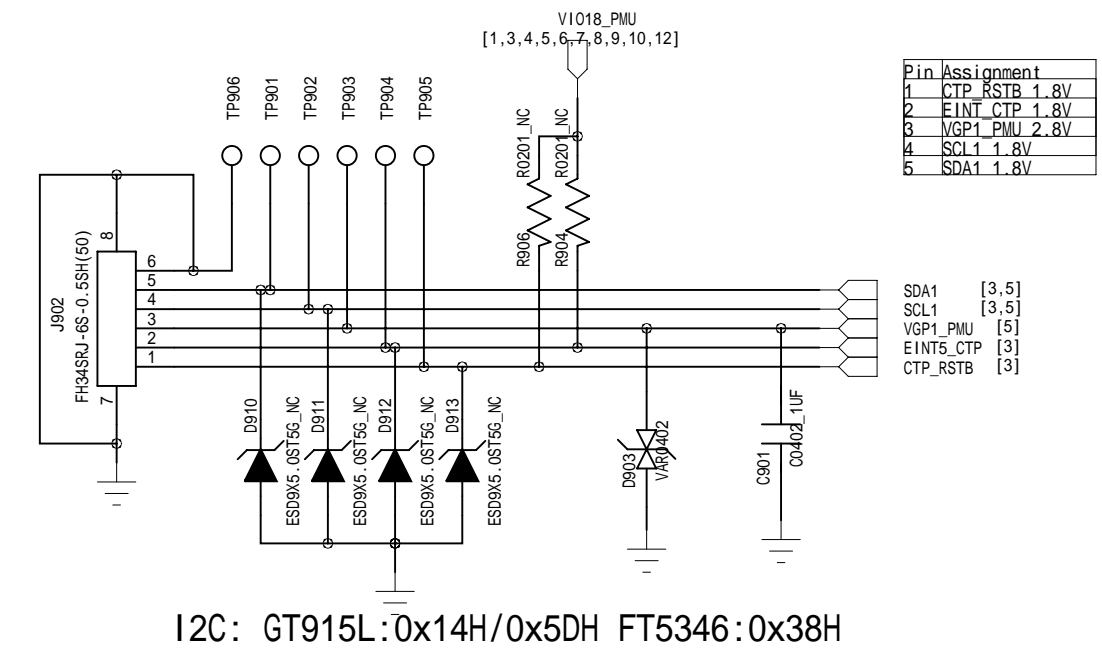 VIO18_PMU
[1,3,4,5,6,7,8,9,10,12]
Pin Assignment
1 CTP_RSTB 1.8V
2 EINT_CTP 1.8V
3 VGP1_PMU 2.8V
4 SCL1 1.8V
5 SDA1 1.8V
TP906
TP901
TP902
TP903
TP904
TP905
R0201_NC
R0201_NC
R906
R904
J902
FH34SRJ-6S-0.5SH(50)
8
6
5
4
3
2
1
7
SDA1 [3,5]
SCL1 [3,5]
VGP1_PMU [5]
EINT5_CTP [3]
CTP_RSTB [3]
D910
ESD9X5.0ST5G_NC
D911
ESD9X5.0ST5G_NC
D912
ESD9X5.0ST5G_NC
D913
ESD9X5.0ST5G_NC
D903
VAR0402
C901
C0402_1UF
I2C: GT915L:0x14H/0x5DH FT5346:0x38H